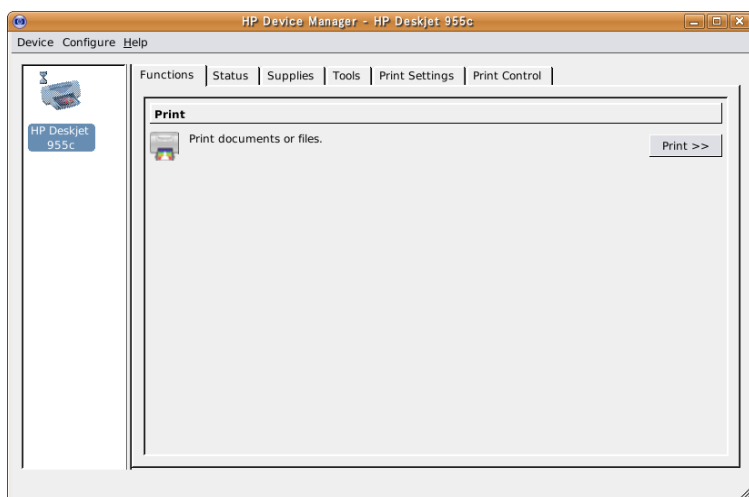 HP Device Manager - HP Deskjet 955c
Device Configure Help
Functions Status Supplies Tools Print Settings Print Control
HP Deskjet
955c
Print
Print documents or files.
Print >>